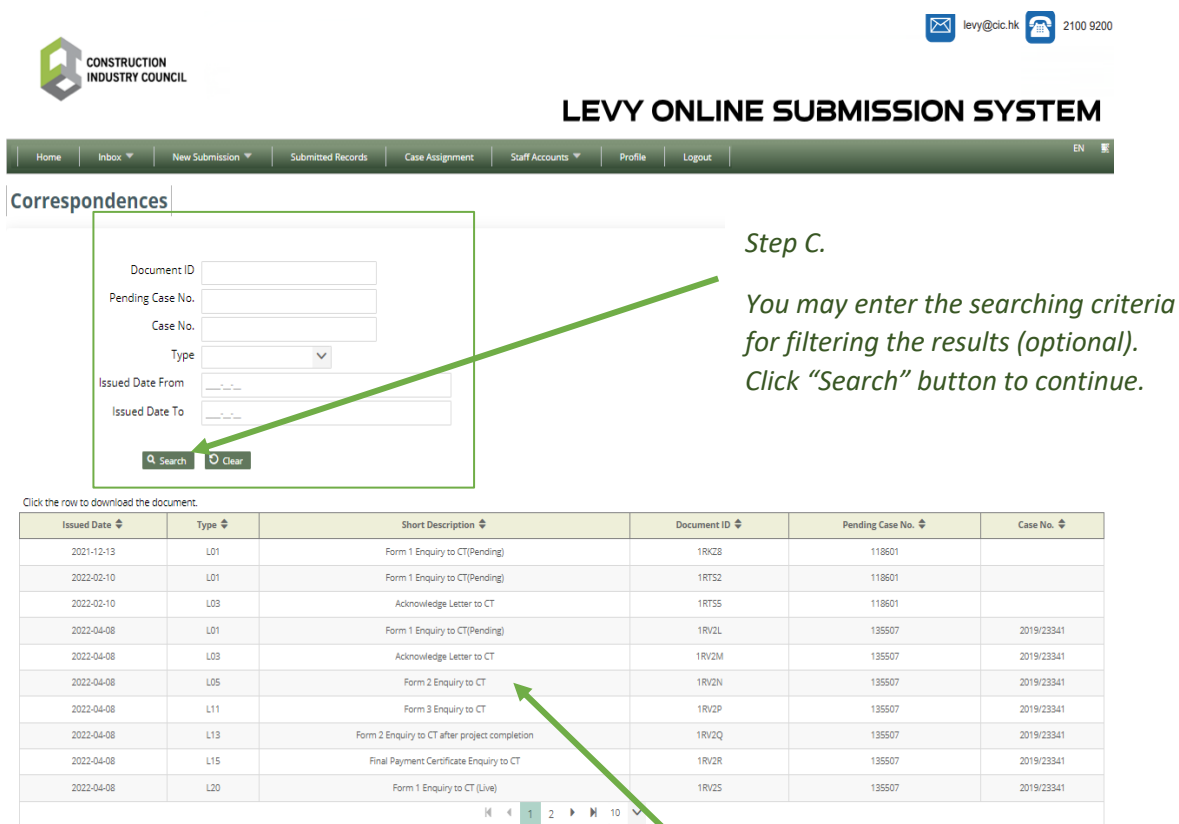 levy@cic.hk 2100 9200
CONSTRUCTION
INDUSTRY COUNCIL
LEVY ONLINE SUBMISSION SYSTEM
Home Inbox New Submission Submitted Records Case Assignment Staff Accounts Profile Logout EN
Correspondences
Step C.
You may enter the searching criteria
for filtering the results (optional).
Click “Search” button to continue.
Document ID
Pending Case No.
Case No.
Type
Issued Date From ___-_-_
Issued Date To ___-_-_
Search Clear
Click the row to download the document.
Issued Date Type Short Description Document ID Pending Case No. Case No.
2021-12-13 L01 Form 1 Enquiry to CT(Pending) 1RKZ8 118601
2022-02-10 L01 Form 1 Enquiry to CT(Pending) 1RTS2 118601
2022-02-10 L03 Acknowledge Letter to CT 1RTS5 118601
2022-04-08 L01 Form 1 Enquiry to CT(Pending) 1RV2L 135507 2019/23341
2022-04-08 L03 Acknowledge Letter to CT 1RV2M 135507 2019/23341
2022-04-08 L05 Form 2 Enquiry to CT 1RV2N 135507 2019/23341
2022-04-08 L11 Form 3 Enquiry to CT 1RV2P 135507 2019/23341
2022-04-08 L13 Form 2 Enquiry to CT after project completion 1RV2Q 135507 2019/23341
2022-04-08 L15 Final Payment Certificate Enquiry to CT 1RV2R 135507 2019/23341
2022-04-08 L20 Form 1 Enquiry to CT (Live) 1RV2S 135507 2019/23341
1 2 10